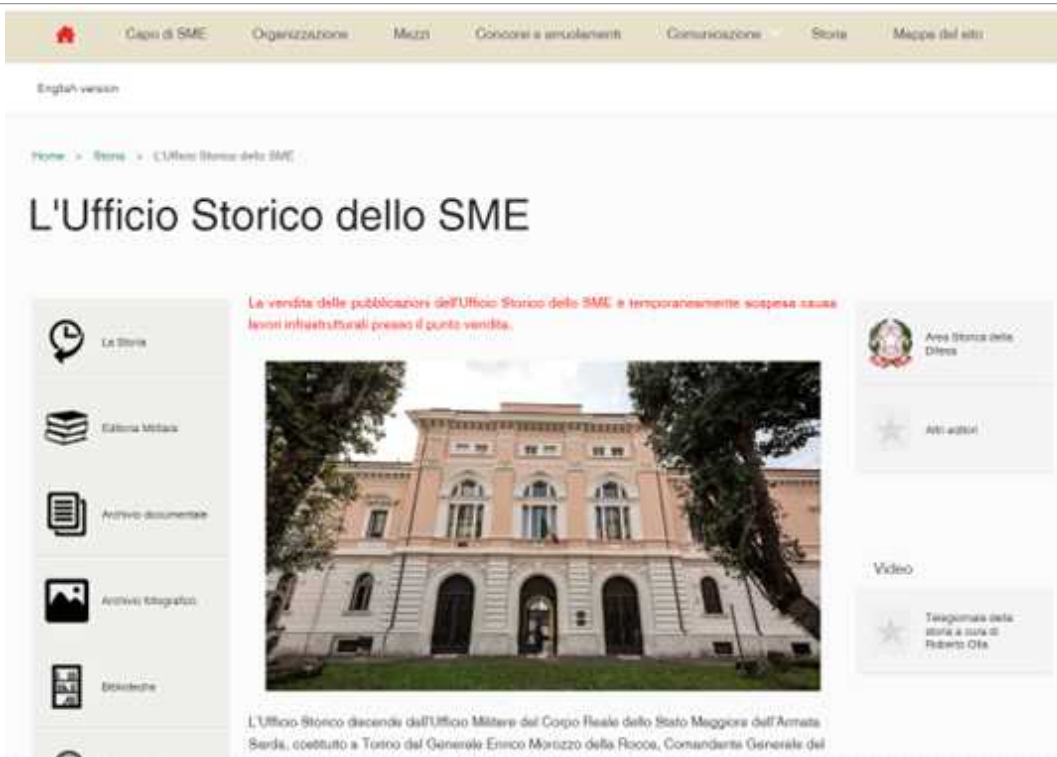 Capo di SME Organizzazione Mezzi Concorsi e arruolamenti Comunicazione Storia Mappa del sito
English version
Home > Storia > L'Ufficio Storico dello SME
L'Ufficio Storico dello SME
La Storia
Editoria Militare
Archivio documentale
Archivio fotografico
Biblioteche
La vendita delle pubblicazioni dell'Ufficio Storico dello SME è temporaneamente sospesa causa
lavori infrastrutturali presso il punto vendita.
L'Ufficio Storico discende dall'Ufficio Militare del Corpo Reale dello Stato Maggiore dell'Armata
Sarda, costituito a Torino dal Generale Enrico Morozzo della Rocca, Comandante Generale del
Area Storica della
Difesa
Altri editori
Video
Telegiornale della
storia a cura di
Roberto Olla